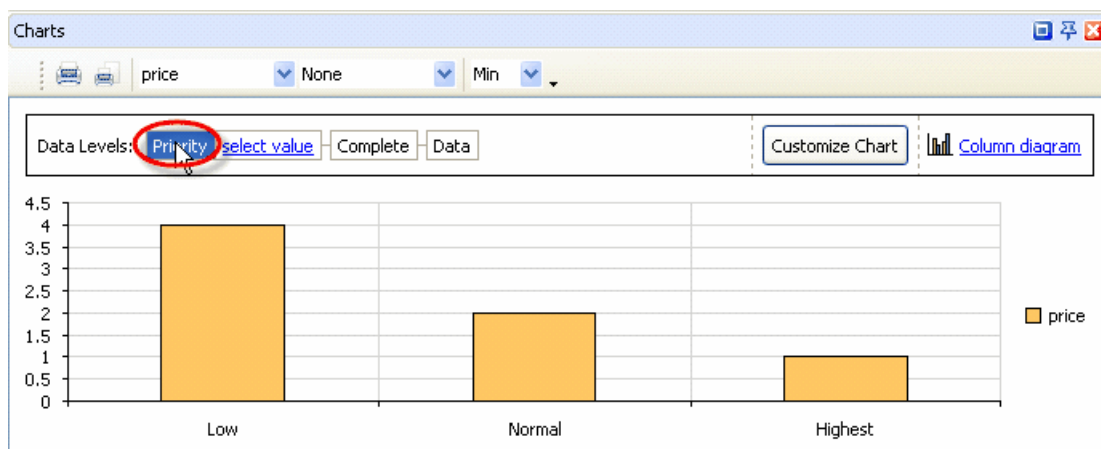 Charts
price None Min
Data Levels: Priority select value Complete Data Customize Chart Column diagram
4.5
4
3.5
3
2.5
2
1.5
1
0.5
0
price
Low Normal Highest